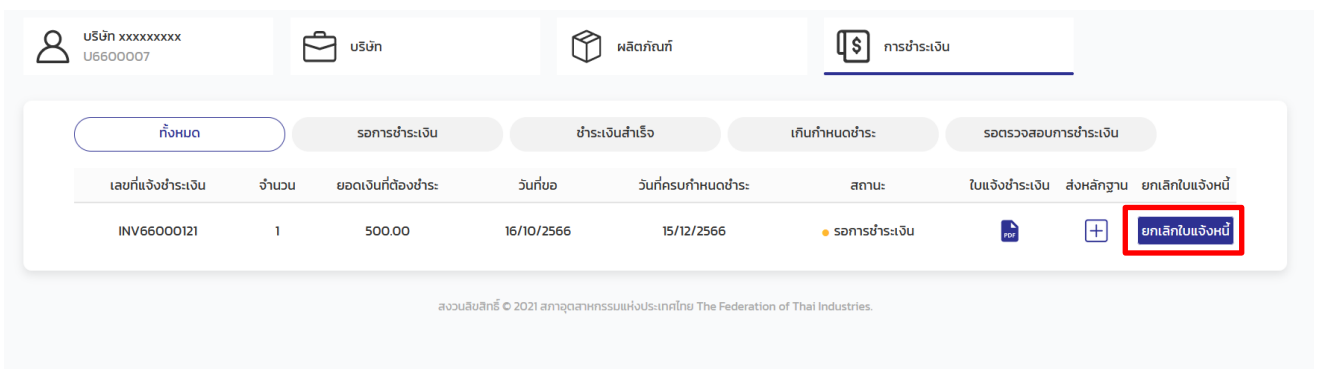 บริษัท xxxxxxxxx
U6600007
บริษัท
ผลิตภัณฑ์
การชำระเงิน
ทั้งหมด รอการชำระเงิน ชำระเงินสำเร็จ เกินกำหนดชำระ รอตรวจสอบการชำระเงิน
เลขที่แจ้งชำระเงิน จำนวน ยอดเงินที่ต้องชำระ วันที่ขอ วันที่ครบกำหนดชำระ สถานะ ใบแจ้งชำระเงิน ส่งหลักฐาน ยกเลิกใบแจ้งหนี้
INV66000121 1 500.00 16/10/2566 15/12/2566 รอการชำระเงิน PDF ยกเลิกใบแจ้งหนี้
สงวนลิขสิทธิ์ © 2021 สภาอุตสาหกรรมแห่งประเทศไทย The Federation of Thai Industries.